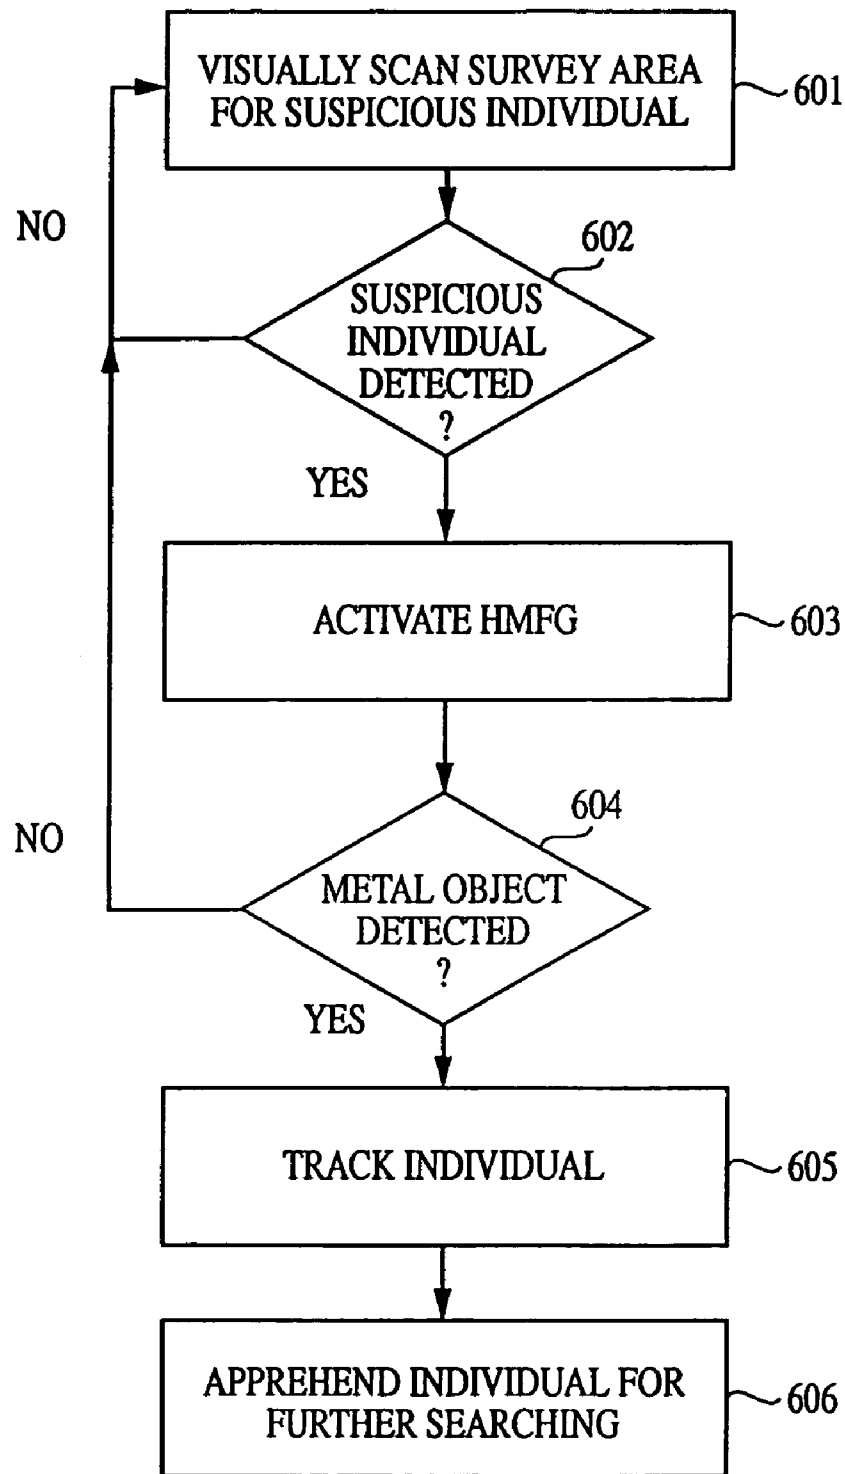 VISUALLY SCAN SURVEY AREA
FOR SUSPICIOUS INDIVIDUAL
601
NO
602
SUSPICIOUS
INDIVIDUAL
DETECTED
?
YES
ACTIVATE HMFG
603
604
NO
METAL OBJECT
DETECTED
?
YES
TRACK INDIVIDUAL
605
APPREHEND INDIVIDUAL FOR
FURTHER SEARCHING
606